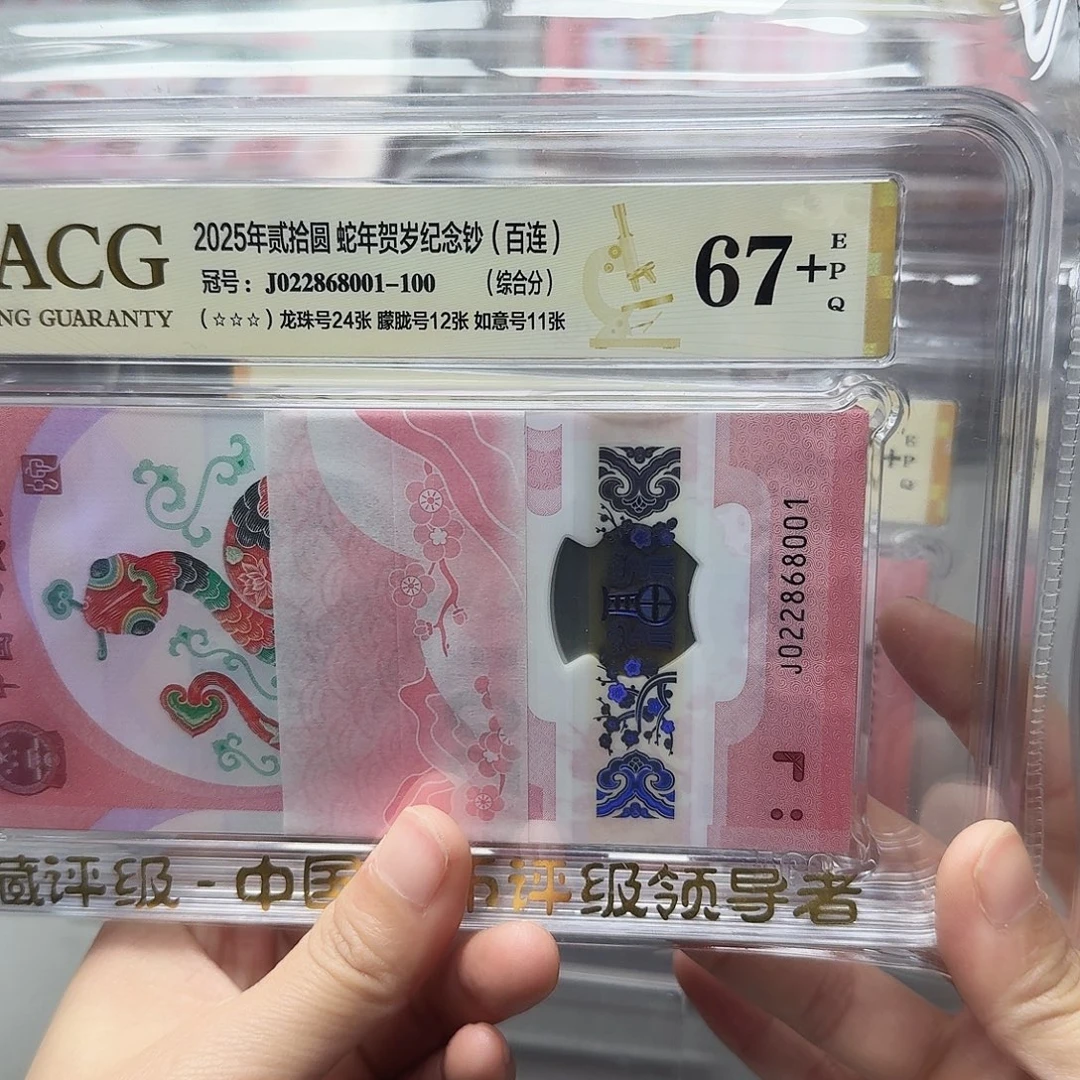 ACG
NG GUARANTY
2025年贰拾圆 蛇年贺岁纪念钞（百连）
冠号：J022868001-100 （综合分）
（☆☆☆）龙珠号24张 朦胧号12张 如意号11张
67+
EPQ
J022868001
藏评级-中国 币评级领导者
+
EPQ